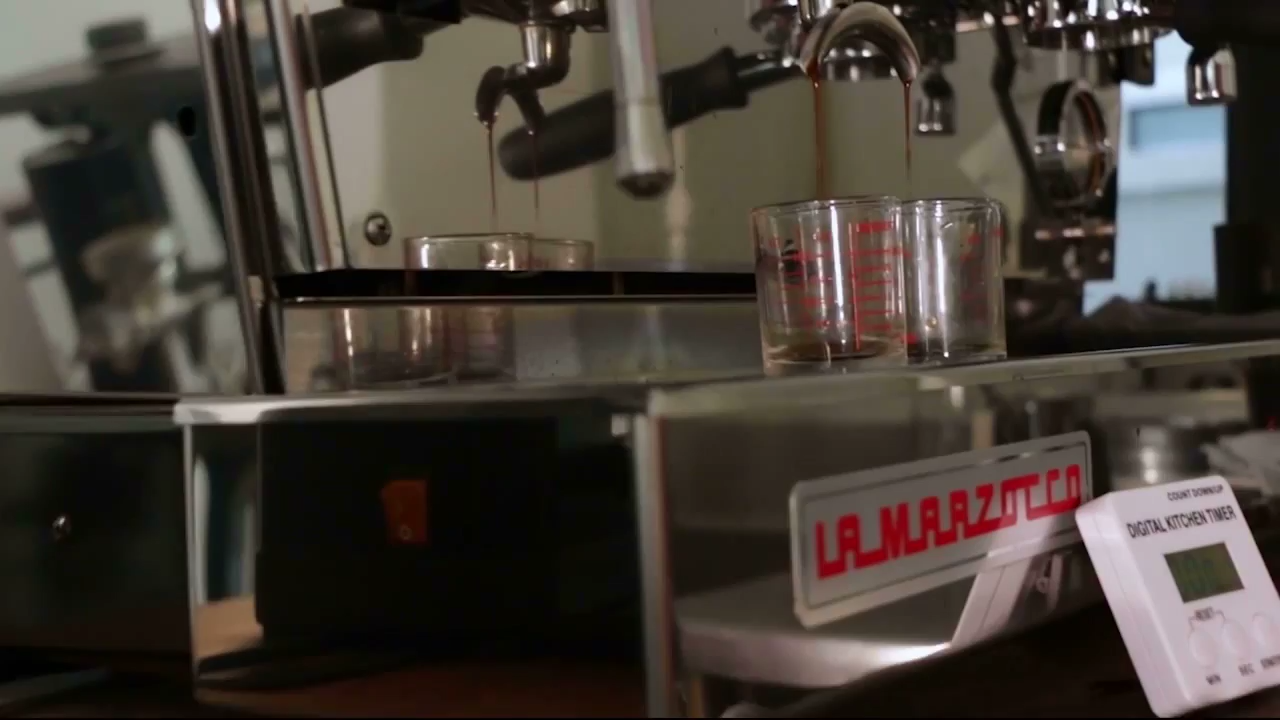 LA MARZOCCO
COUNT DOWN/UP
DIGITAL KITCHEN TIMER
RESET
MIN SEC